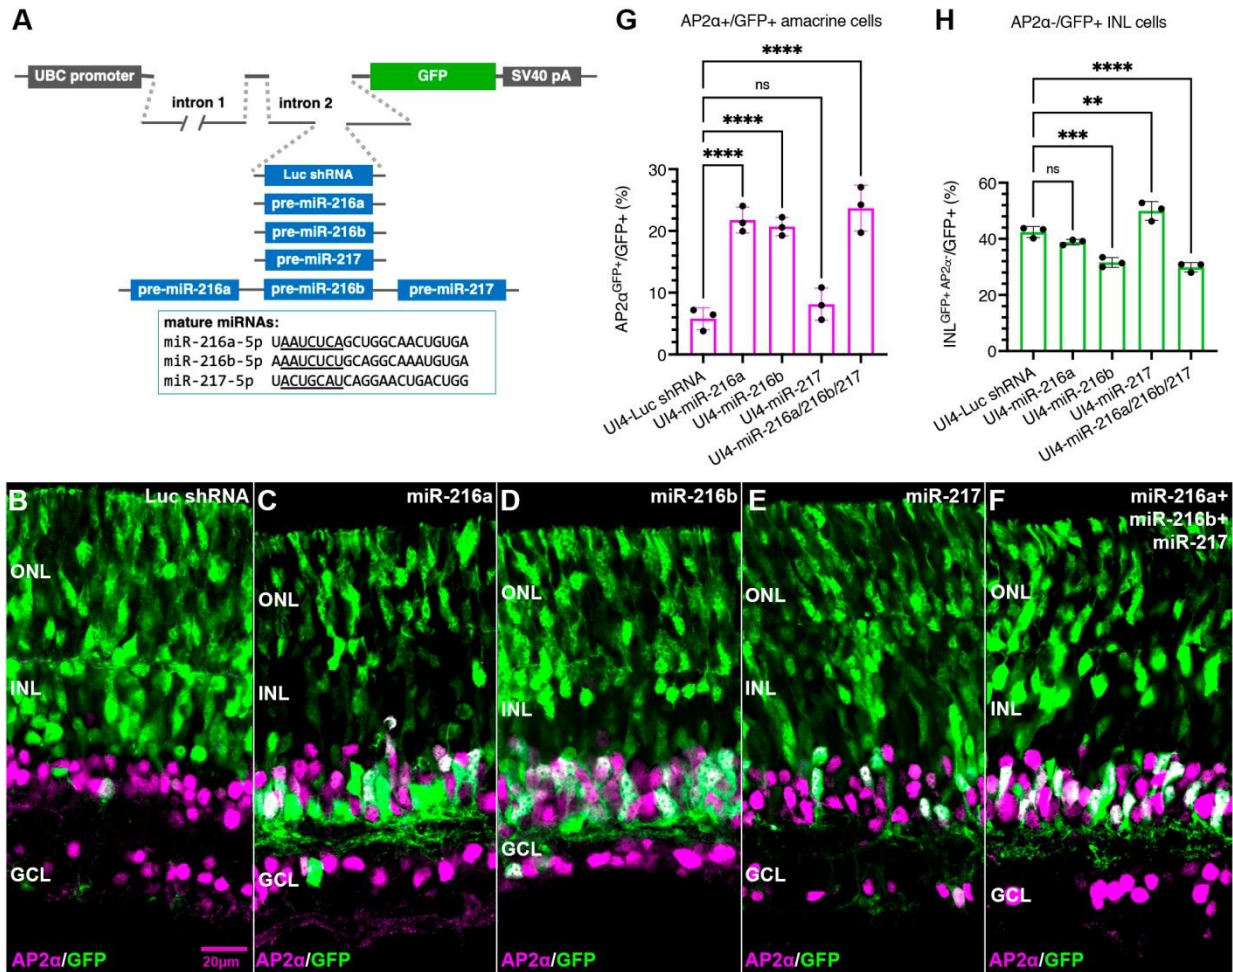 A
UBC promoter
GFP
SV40 pA
intron 1
intron 2
Luc shRNA
pre-miR-216a
pre-miR-216b
pre-miR-217
pre-miR-216a
pre-miR-216b
pre-miR-217
mature miRNAs:
miR-216a-5p UAAUCUCAGCUGGCAACUGUGA
miR-216b-5p AAAUCUCUGCAGGCAAAUGUGA
miR-217-5p UACUGCAUCAGGAACUGACUGG
G
AP2α+/GFP+ amacrine cells
****
ns
****
****
30
20
10
0
AP2α^GFP+/GFP+ (%)
UI4-Luc shRNA
UI4-miR-216a
UI4-miR-216b
UI4-miR-217
UI4-miR-216a/216b/217
H
AP2α-/GFP+ INL cells
****
**
***
ns
60
40
20
0
INL^GFP+ AP2α-/GFP+ (%)
UI4-Luc shRNA
UI4-miR-216a
UI4-miR-216b
UI4-miR-217
UI4-miR-216a/216b/217
B
Luc shRNA
ONL
INL
GCL
AP2α/GFP
20μm
C
miR-216a
ONL
INL
GCL
AP2α/GFP
D
miR-216b
ONL
INL
GCL
AP2α/GFP
E
miR-217
ONL
INL
GCL
AP2α/GFP
F
miR-216a+
miR-216b+
miR-217
ONL
INL
GCL
AP2α/GFP